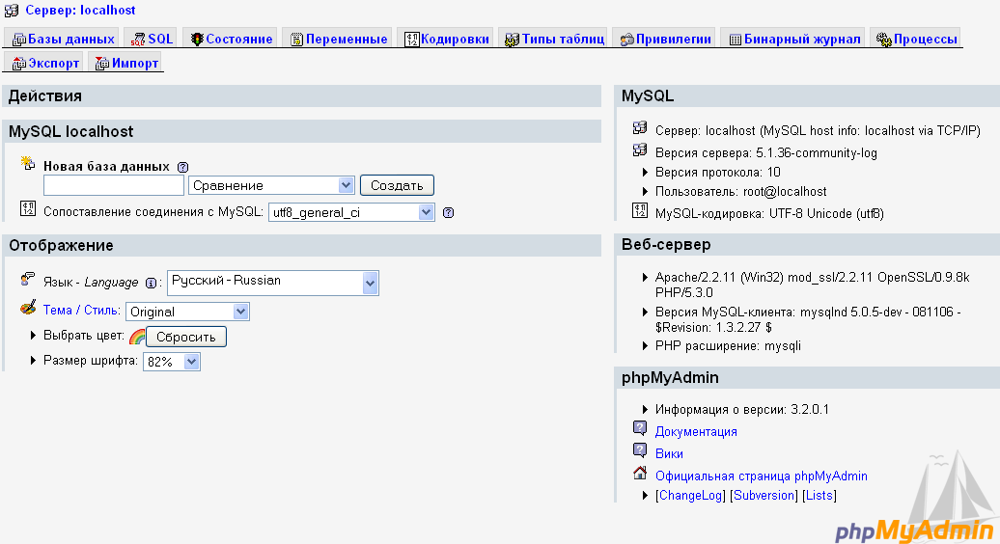 Сервер: localhost
Базы данных SQL Состояние Переменные Кодировки Типы таблиц Привилегии Бинарный журнал Процессы
Экспорт Импорт
Действия
MySQL localhost
Новая база данных
Сравнение Создать
Сопоставление соединения с MySQL: utf8_general_ci
Отображение
Язык - Language : Русский - Russian
Тема / Стиль: Original
Выбрать цвет: Сбросить
Размер шрифта: 82%
MySQL
Сервер: localhost (MySQL host info: localhost via TCP/IP)
Версия сервера: 5.1.36-community-log
Версия протокола: 10
Пользователь: root@localhost
MySQL-кодировка: UTF-8 Unicode (utf8)
Веб-сервер
Apache/2.2.11 (Win32) mod_ssl/2.2.11 OpenSSL/0.9.8k
PHP/5.3.0
Версия MySQL-клиента: mysqlnd 5.0.5-dev - 081106 -
$Revision: 1.3.2.27 $
PHP расширение: mysqli
phpMyAdmin
Информация о версии: 3.2.0.1
Документация
Вики
Официальная страница phpMyAdmin
[ChangeLog] [Subversion] [Lists]
phpMyAdmin